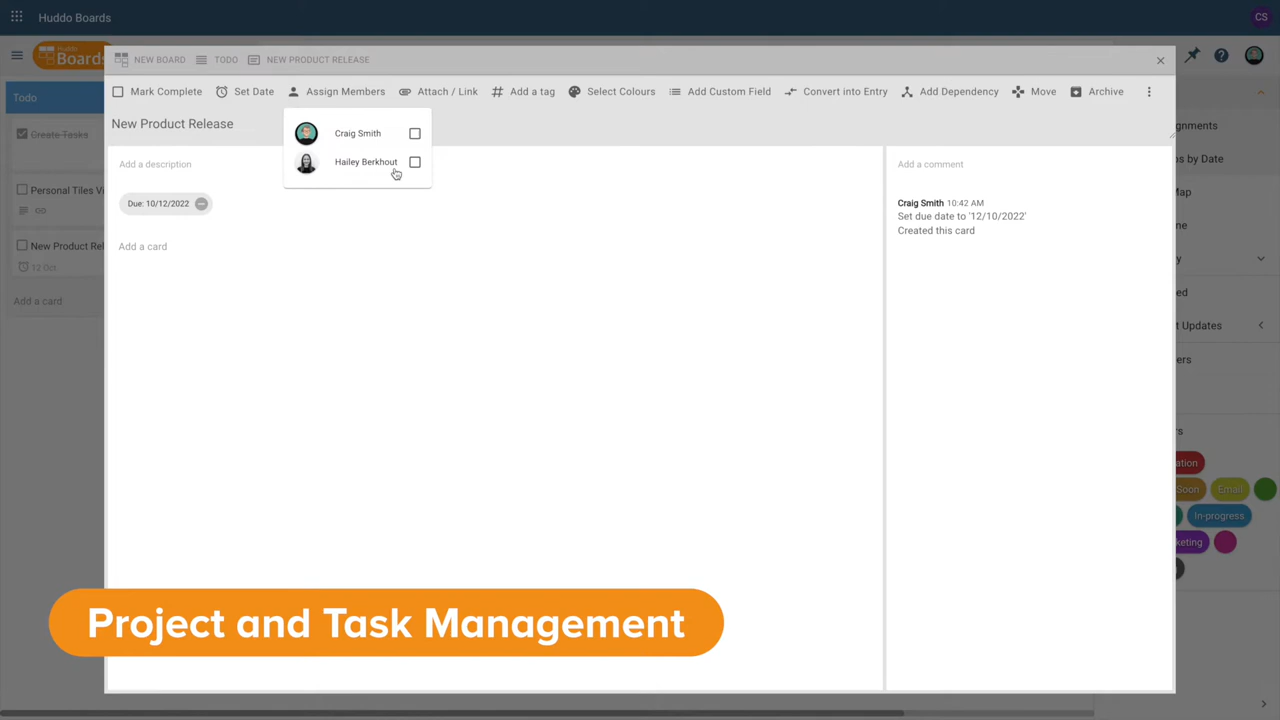 Huddo Boards
CS
Huddo
Boards
NEW BOARD
TODO
NEW PRODUCT RELEASE
Mark Complete
Set Date
Assign Members
Attach / Link
Add a tag
Select Colours
Add Custom Field
Convert into Entry
Add Dependency
Move
Archive
New Product Release
Craig Smith
Hailey Berkhout
Add a description
Due: 10/12/2022
Add a card
Add a comment
Craig Smith 10:42 AM
Set due date to '12/10/2022'
Created this card
Todo
Create Tasks
Personal Tiles V
New Product Rel
12 Oct
Add a card
signments
s by Date
Map
ne
y
ed
t Updates
ers
rs
ation
Soon
Email
In-progress
keting
Project and Task Management